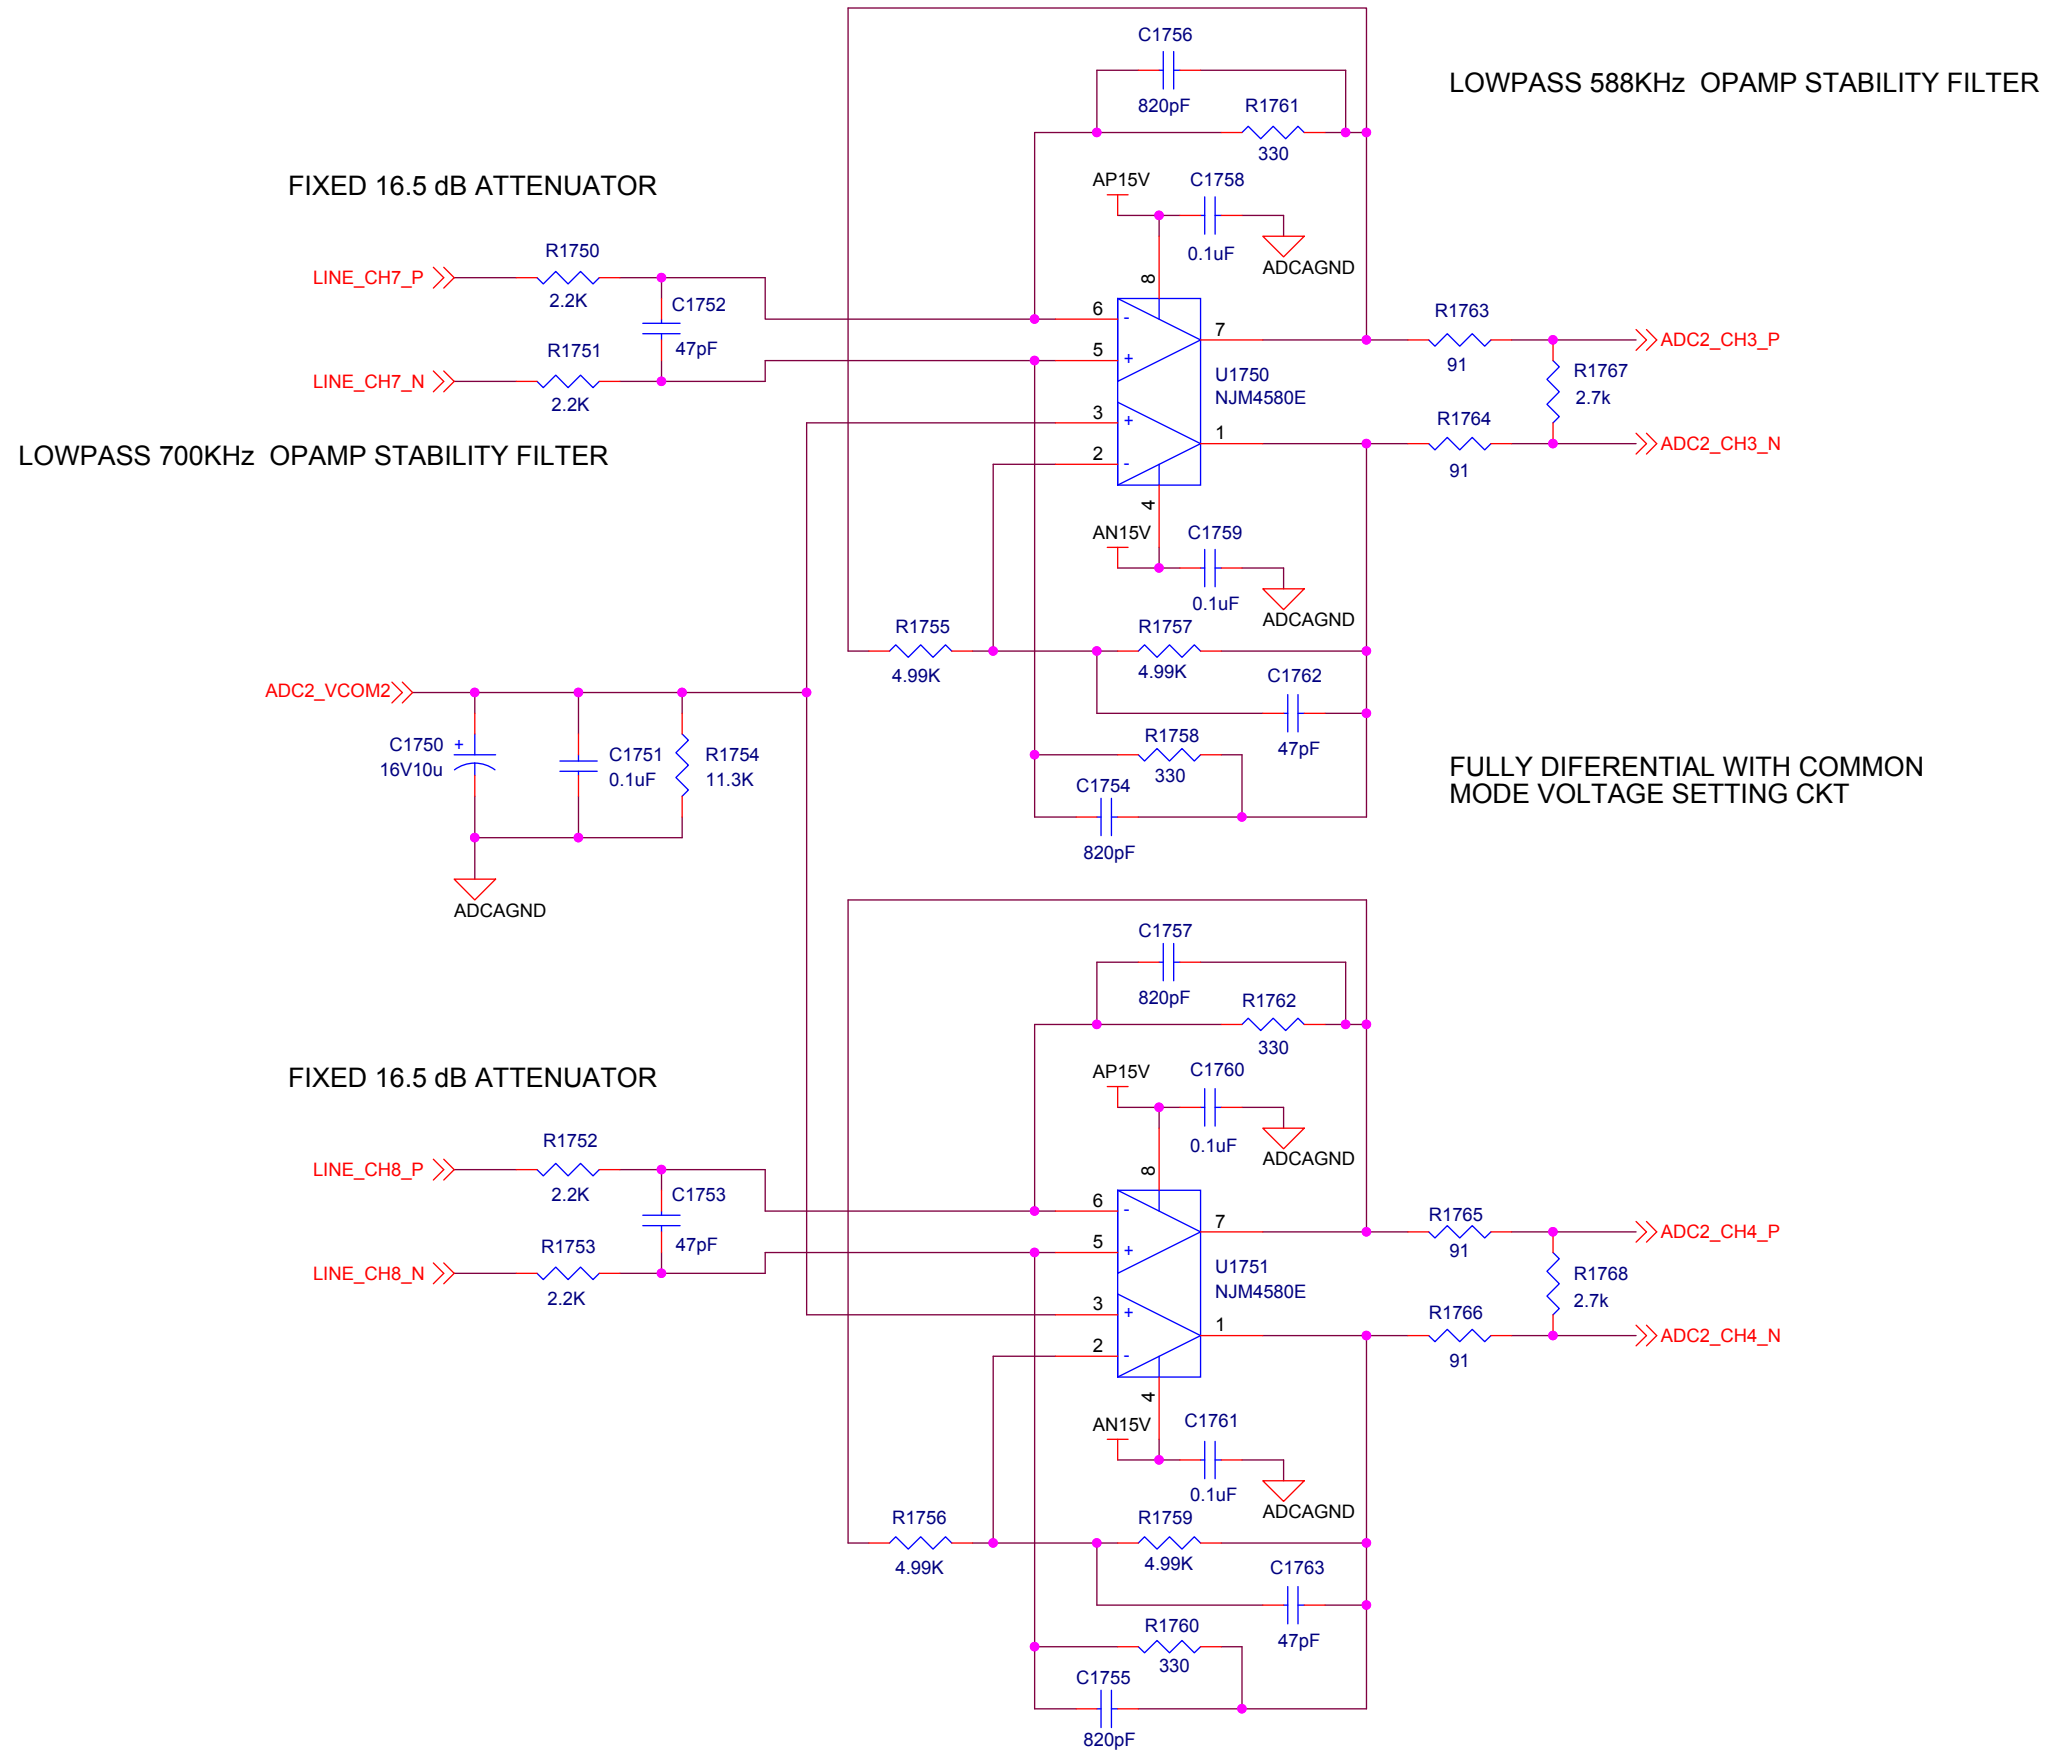 C1756
820pF
R1761
330
LOWPASS 588KHz  OPAMP STABILITY FILTER
FIXED 16.5 dB ATTENUATOR
AP15V
C1758
0.1uF
ADCAGND
8
LINE_CH7_P
R1750
2.2K
C1752
47pF
LINE_CH7_N
R1751
2.2K
LOWPASS 700KHz  OPAMP STABILITY FILTER
6
-
5
+
3
+
2
-
7
1
U1750
NJM4580E
4
R1763
91
ADC2_CH3_P
R1767
2.7k
R1764
91
ADC2_CH3_N
AN15V
C1759
0.1uF
ADCAGND
R1755
4.99K
R1757
4.99K
C1762
47pF
R1758
330
C1754
820pF
FULLY DIFERENTIAL WITH COMMON
MODE VOLTAGE SETTING CKT
ADC2_VCOM2
C1750
+
16V10u
C1751
0.1uF
R1754
11.3K
ADCAGND
C1757
820pF
R1762
330
FIXED 16.5 dB ATTENUATOR
AP15V
C1760
0.1uF
ADCAGND
8
LINE_CH8_P
R1752
2.2K
C1753
47pF
LINE_CH8_N
R1753
2.2K
6
-
5
+
3
+
2
-
7
1
U1751
NJM4580E
4
R1765
91
ADC2_CH4_P
R1768
2.7k
R1766
91
ADC2_CH4_N
AN15V
C1761
0.1uF
ADCAGND
R1756
4.99K
R1759
4.99K
C1763
47pF
R1760
330
C1755
820pF